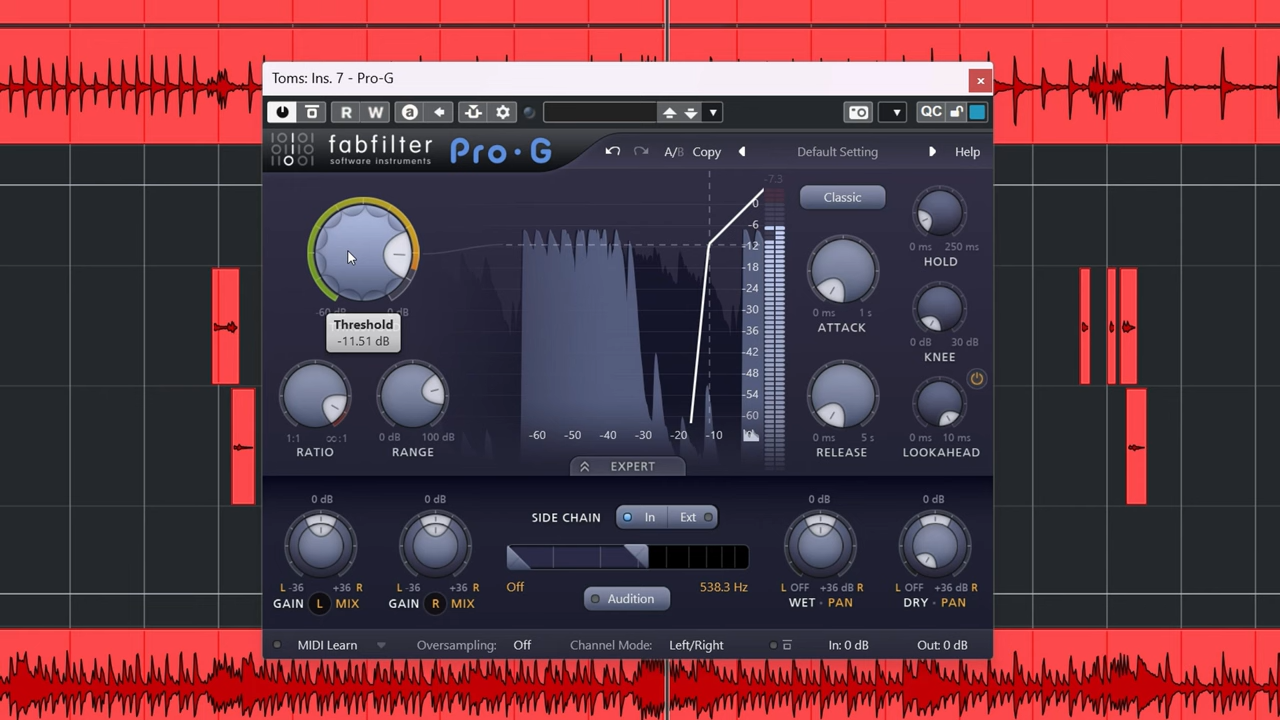 Toms: Ins. 7 - Pro-G
R W a QC
fabfilter
software instruments
Pro·G
A/B Copy Default Setting Help
-7.3
Classic
0
-6
-12
-18
-24
-30
-36
-42
-48
-54
-60
0 ms 250 ms
HOLD
-60 dB 0 dB
Threshold
-11.51 dB
0 ms 1 s
ATTACK
0 dB 30 dB
KNEE
1:1 ∞:1
RATIO
0 dB 100 dB
RANGE
-60 -50 -40 -30 -20 -10
0 ms 5 s
RELEASE
0 ms 10 ms
LOOKAHEAD
EXPERT
0 dB 0 dB 0 dB 0 dB
SIDE CHAIN In Ext
L -36 +36 R
GAIN L MIX
L -36 +36 R
GAIN R MIX
Off 538.3 Hz
Audition
L OFF +36 dB R
WET · PAN
L OFF +36 dB R
DRY · PAN
MIDI Learn Oversampling: Off Channel Mode: Left/Right In: 0 dB Out: 0 dB